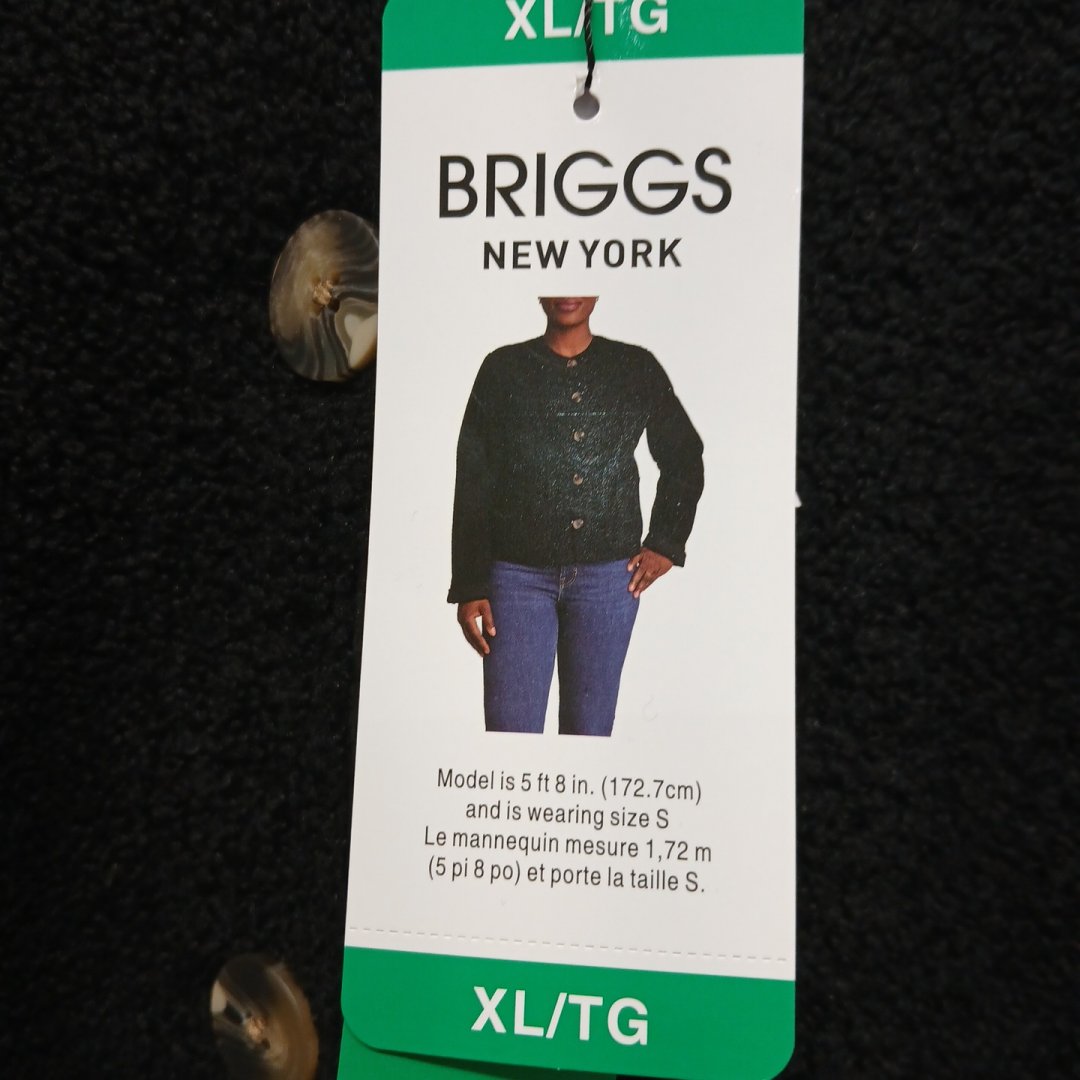 XL/TG
BRIGGS
NEW YORK
Model is 5 ft 8 in. (172.7cm)
and is wearing size S
Le mannequin mesure 1,72 m
(5 pi 8 po) et porte la taille S.
XL/TG